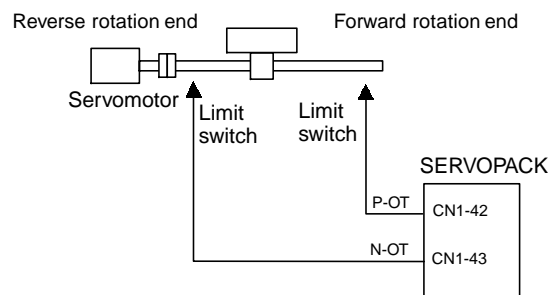 Reverse rotation end
Forward rotation end
Servomotor
Limit
switch
Limit
switch
SERVOPACK
P-OT
CN1-42
N-OT
CN1-43